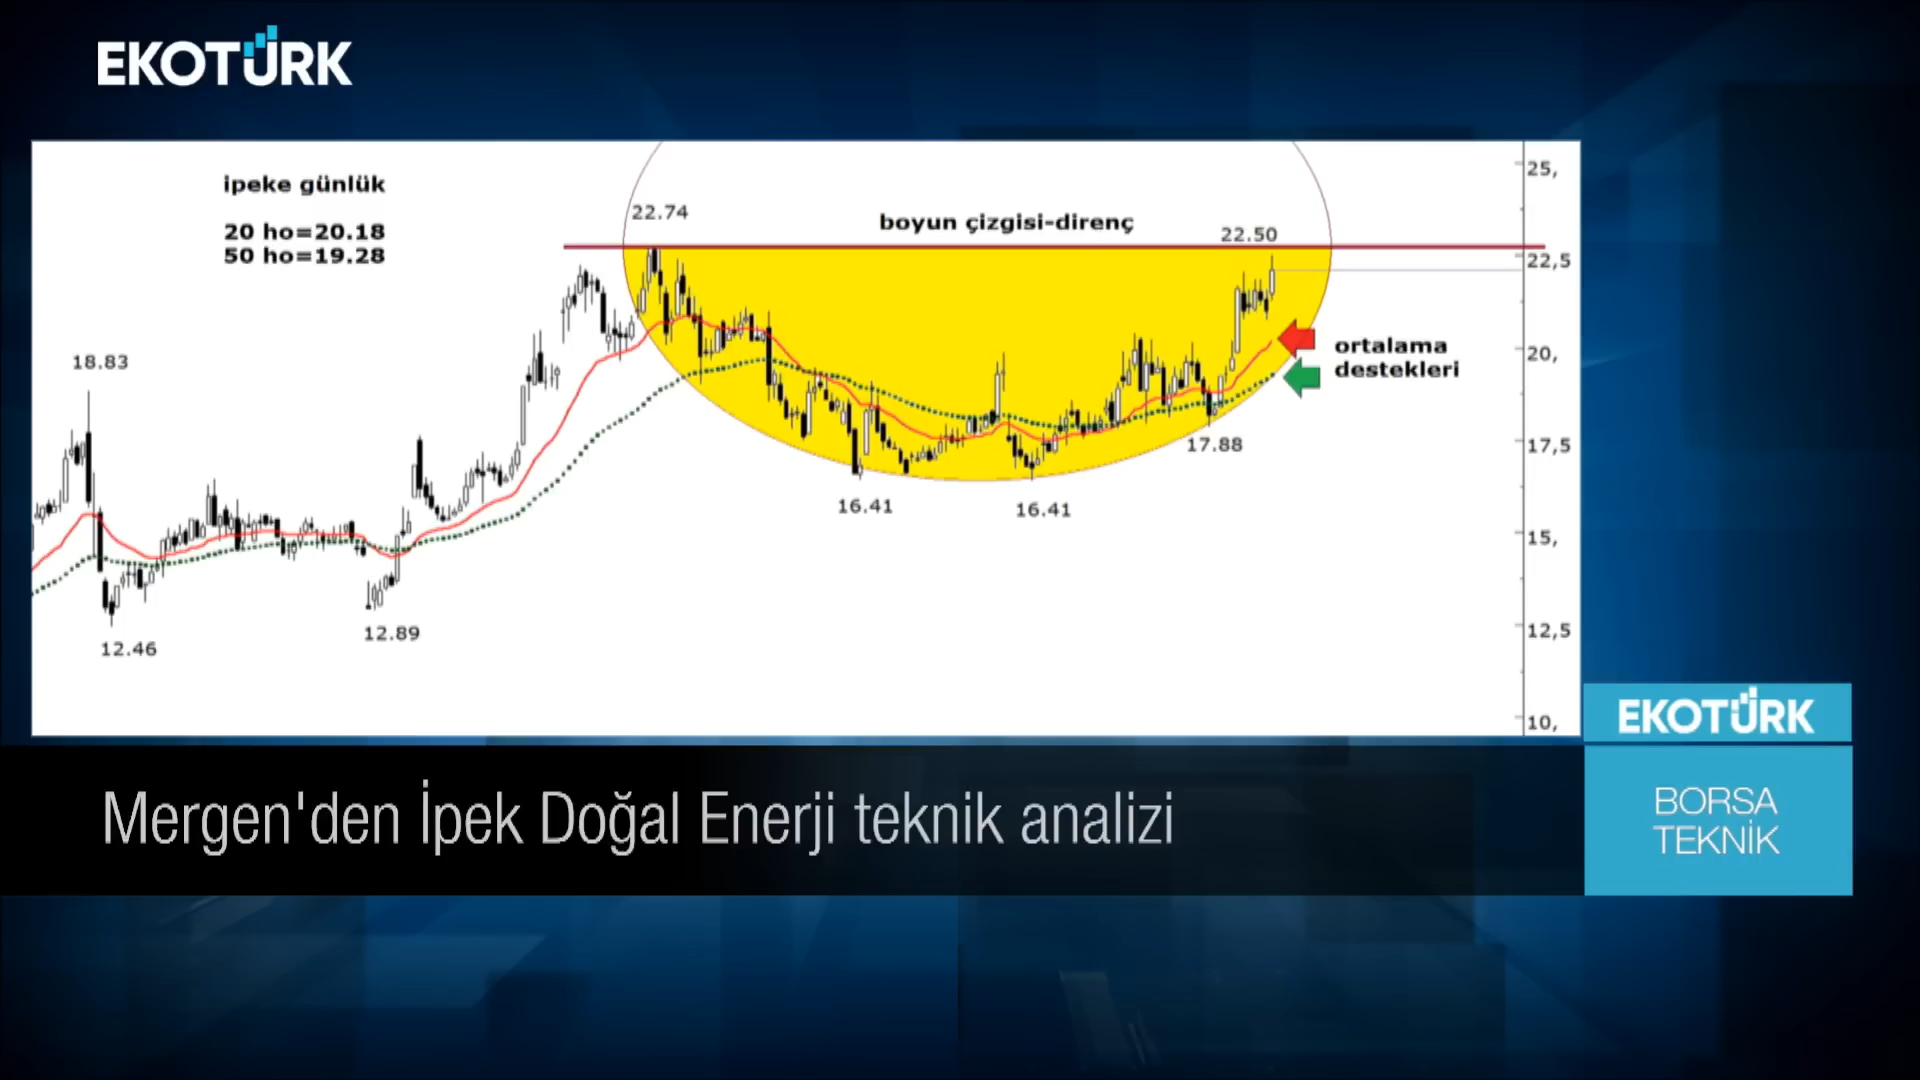 EKOTÜRK
ipeke günlük
20 ho=20.18
50 ho=19.28
22.74
boyun çizgisi-direnç
22.50
25,
22,5
20,
17,5
15,
12,5
10,
ortalama
destekleri
18.83
17.88
16.41
16.41
12.89
12.46
EKOTÜRK
BORSA
TEKNİK
Mergen'den İpek Doğal Enerji teknik analizi